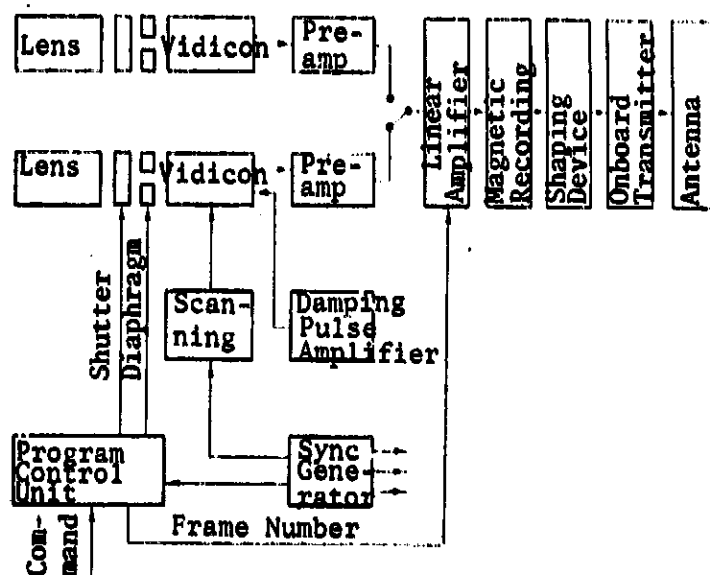 Lens
Vidicon
Pre-
amp
Linear
Amplifier
Magnetic
Recording
Shaping
Device
Onboard
Transmitter
Antenna
Lens
Vidicon
Pre-
amp
Shutter
Diaphragm
Scan-
ning
Damping
Pulse
Amplifier
Program
Control
Unit
Sync
Gene-
rator
Frame Number
Com-
mand